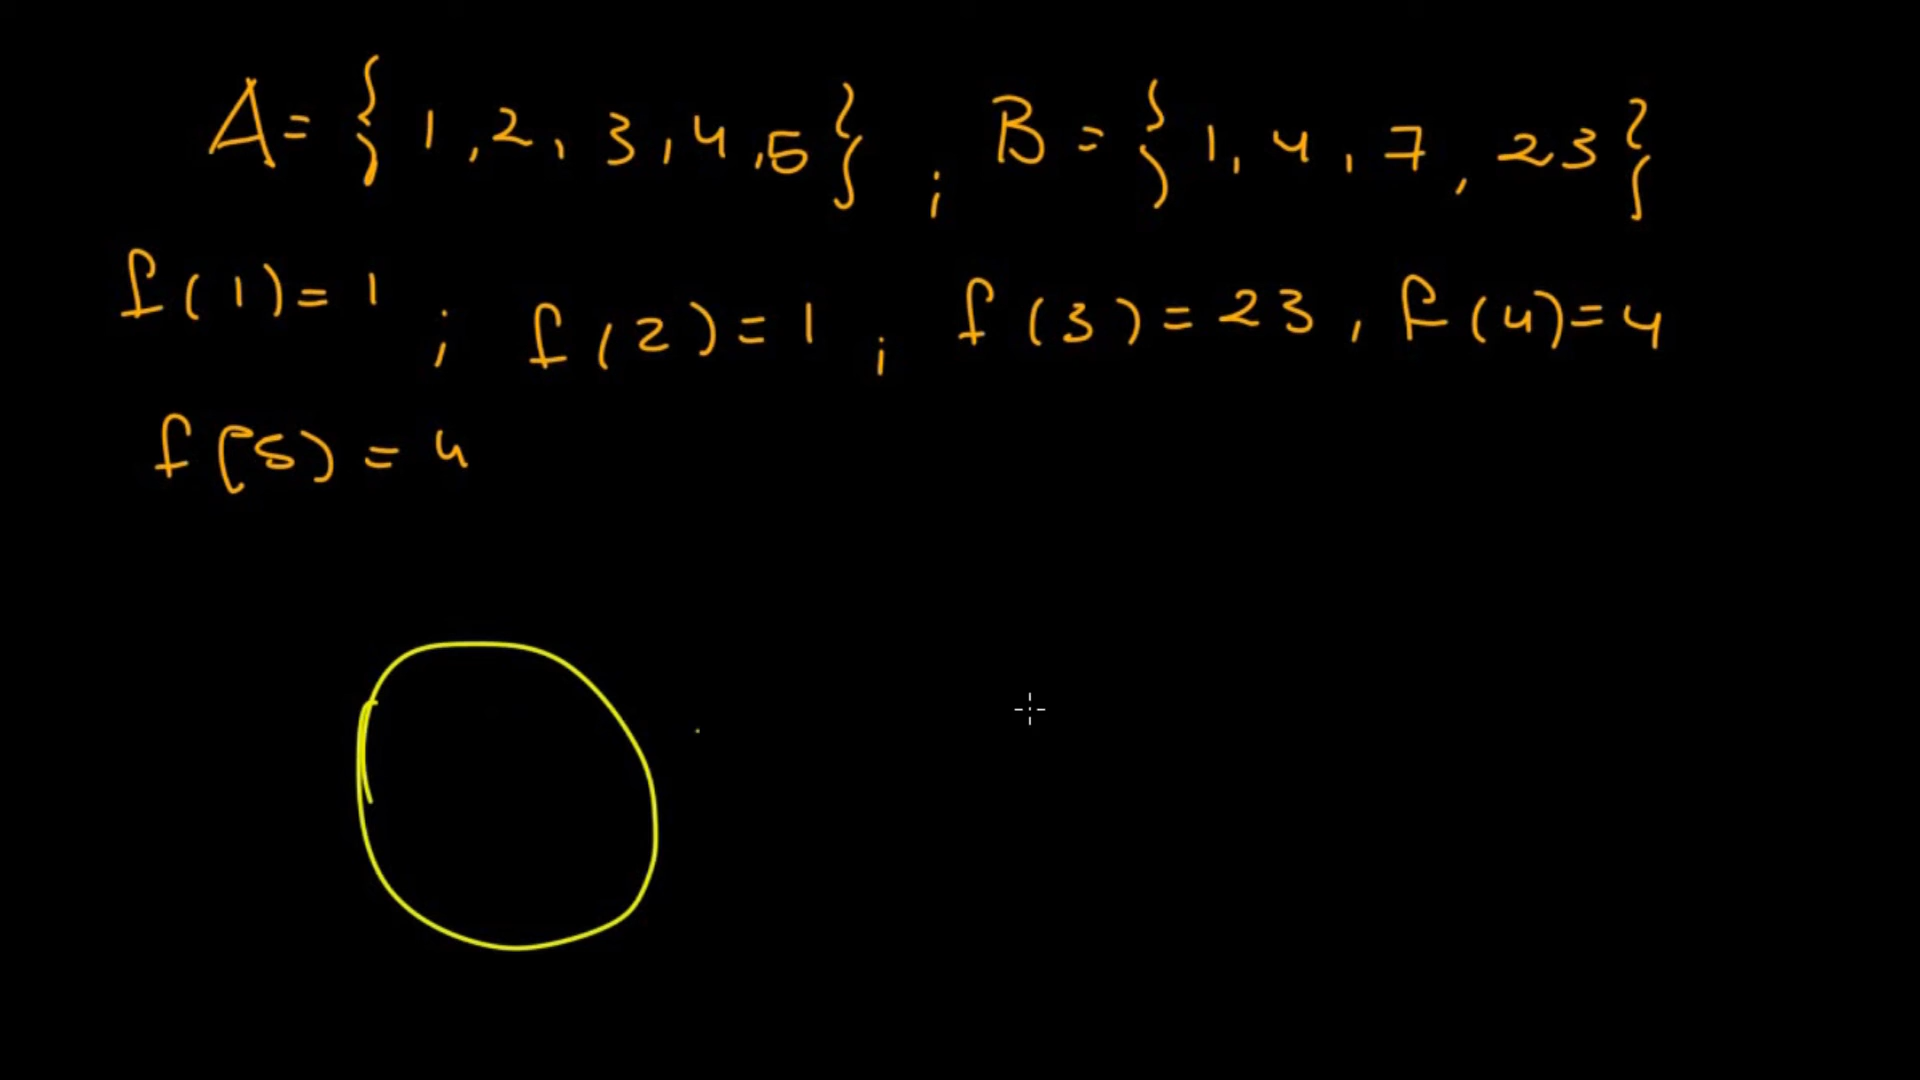 A = { 1 , 2 , 3 , 4 , 5 } ; B = { 1 , 4 , 7 , 23 }
f(1) = 1 ; f(2) = 1 ; f(3) = 23 , f(4) = 4
f(5) = 4